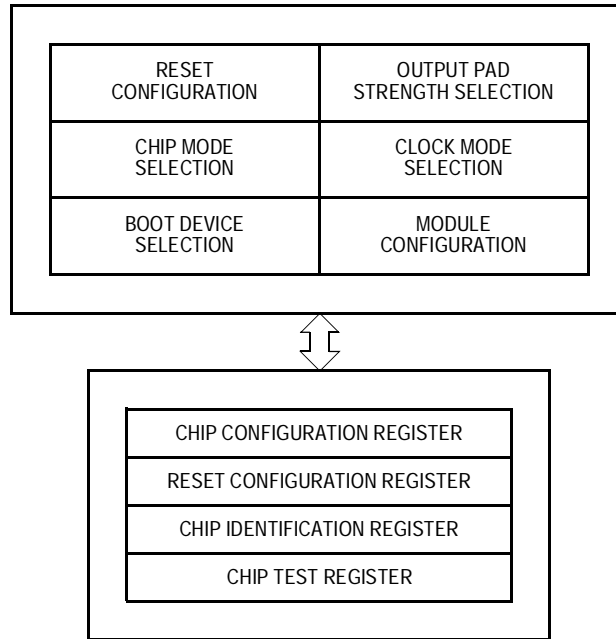 RESET
CONFIGURATION
OUTPUT PAD
STRENGTH SELECTION
CHIP MODE
SELECTION
CLOCK MODE
SELECTION
BOOT DEVICE
SELECTION
MODULE
CONFIGURATION
CHIP CONFIGURATION REGISTER
RESET CONFIGURATION REGISTER
CHIP IDENTIFICATION REGISTER
CHIP TEST REGISTER